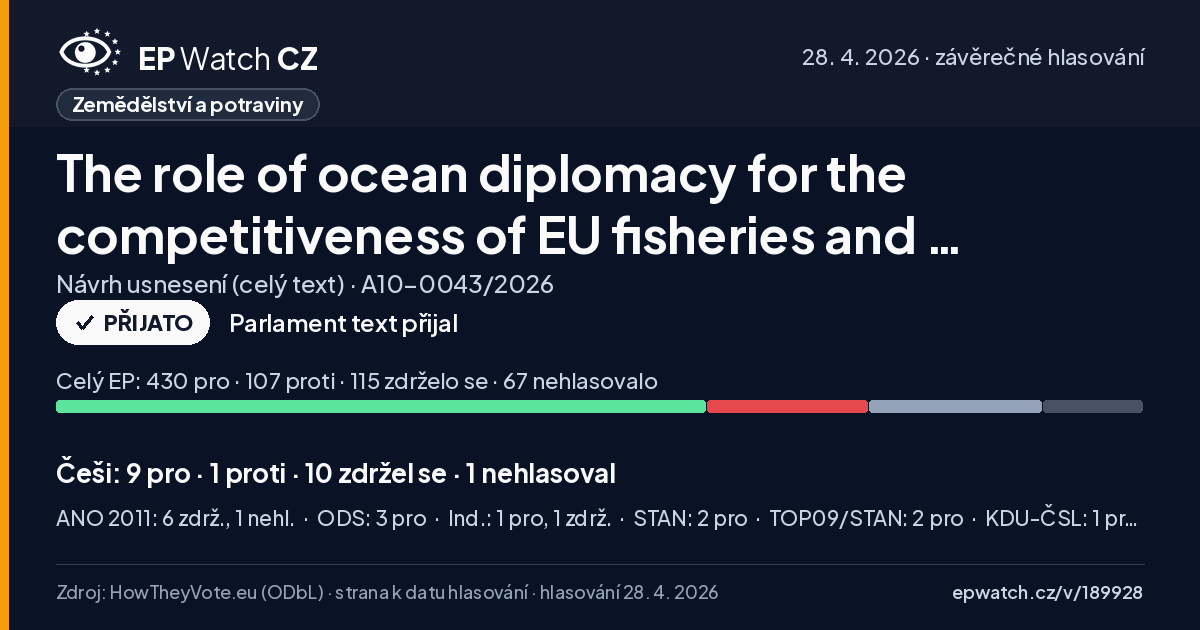 EP Watch CZ
28. 4. 2026 · závěrečné hlasování
Zemědělství a potraviny
The role of ocean diplomacy for the
competitiveness of EU fisheries and ...
Návrh usnesení (celý text) · A10–0043/2026
✓ PŘIJATO Parlament text přijal
Celý EP: 430 pro · 107 proti · 115 zdrželo se · 67 nehlasovalo
Češi: 9 pro · 1 proti · 10 zdržel se · 1 nehlasoval
ANO 2011: 6 zdrž., 1 nehl. · ODS: 3 pro · Ind.: 1 pro, 1 zdrž. · STAN: 2 pro · TOP09/STAN: 2 pro · KDU-ČSL: 1 pr...
Zdroj: HowTheyVote.eu (ODbL) · strana k datu hlasování · hlasování 28. 4. 2026
epwatch.cz/v/189928